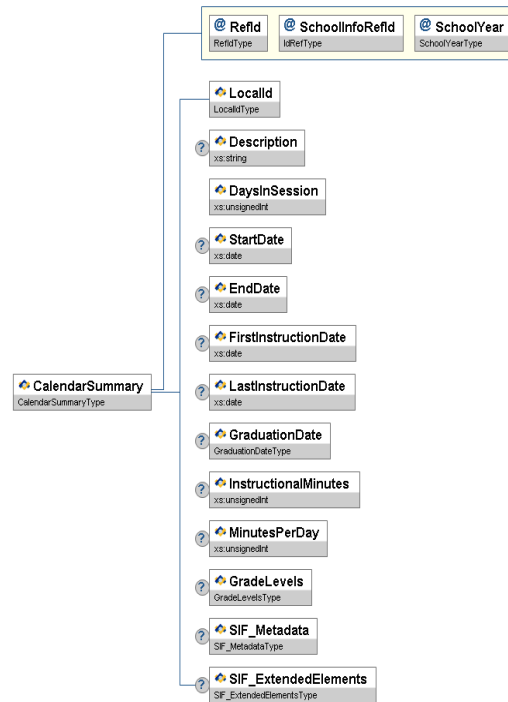 @ RefId
RefIdType
@ SchoolInfoRefId
IdRefType
@ SchoolYear
SchoolYearType
LocalId
LocalIdType
? Description
xs:string
DaysInSession
xs:unsignedInt
? StartDate
xs:date
? EndDate
xs:date
? FirstInstructionDate
xs:date
? LastInstructionDate
xs:date
CalendarSummary
CalendarSummaryType
? GraduationDate
GraduationDateType
? InstructionalMinutes
xs:unsignedInt
? MinutesPerDay
xs:unsignedInt
? GradeLevels
GradeLevelsType
? SIF_Metadata
SIF_MetadataType
? SIF_ExtendedElements
SIF_ExtendedElementsType